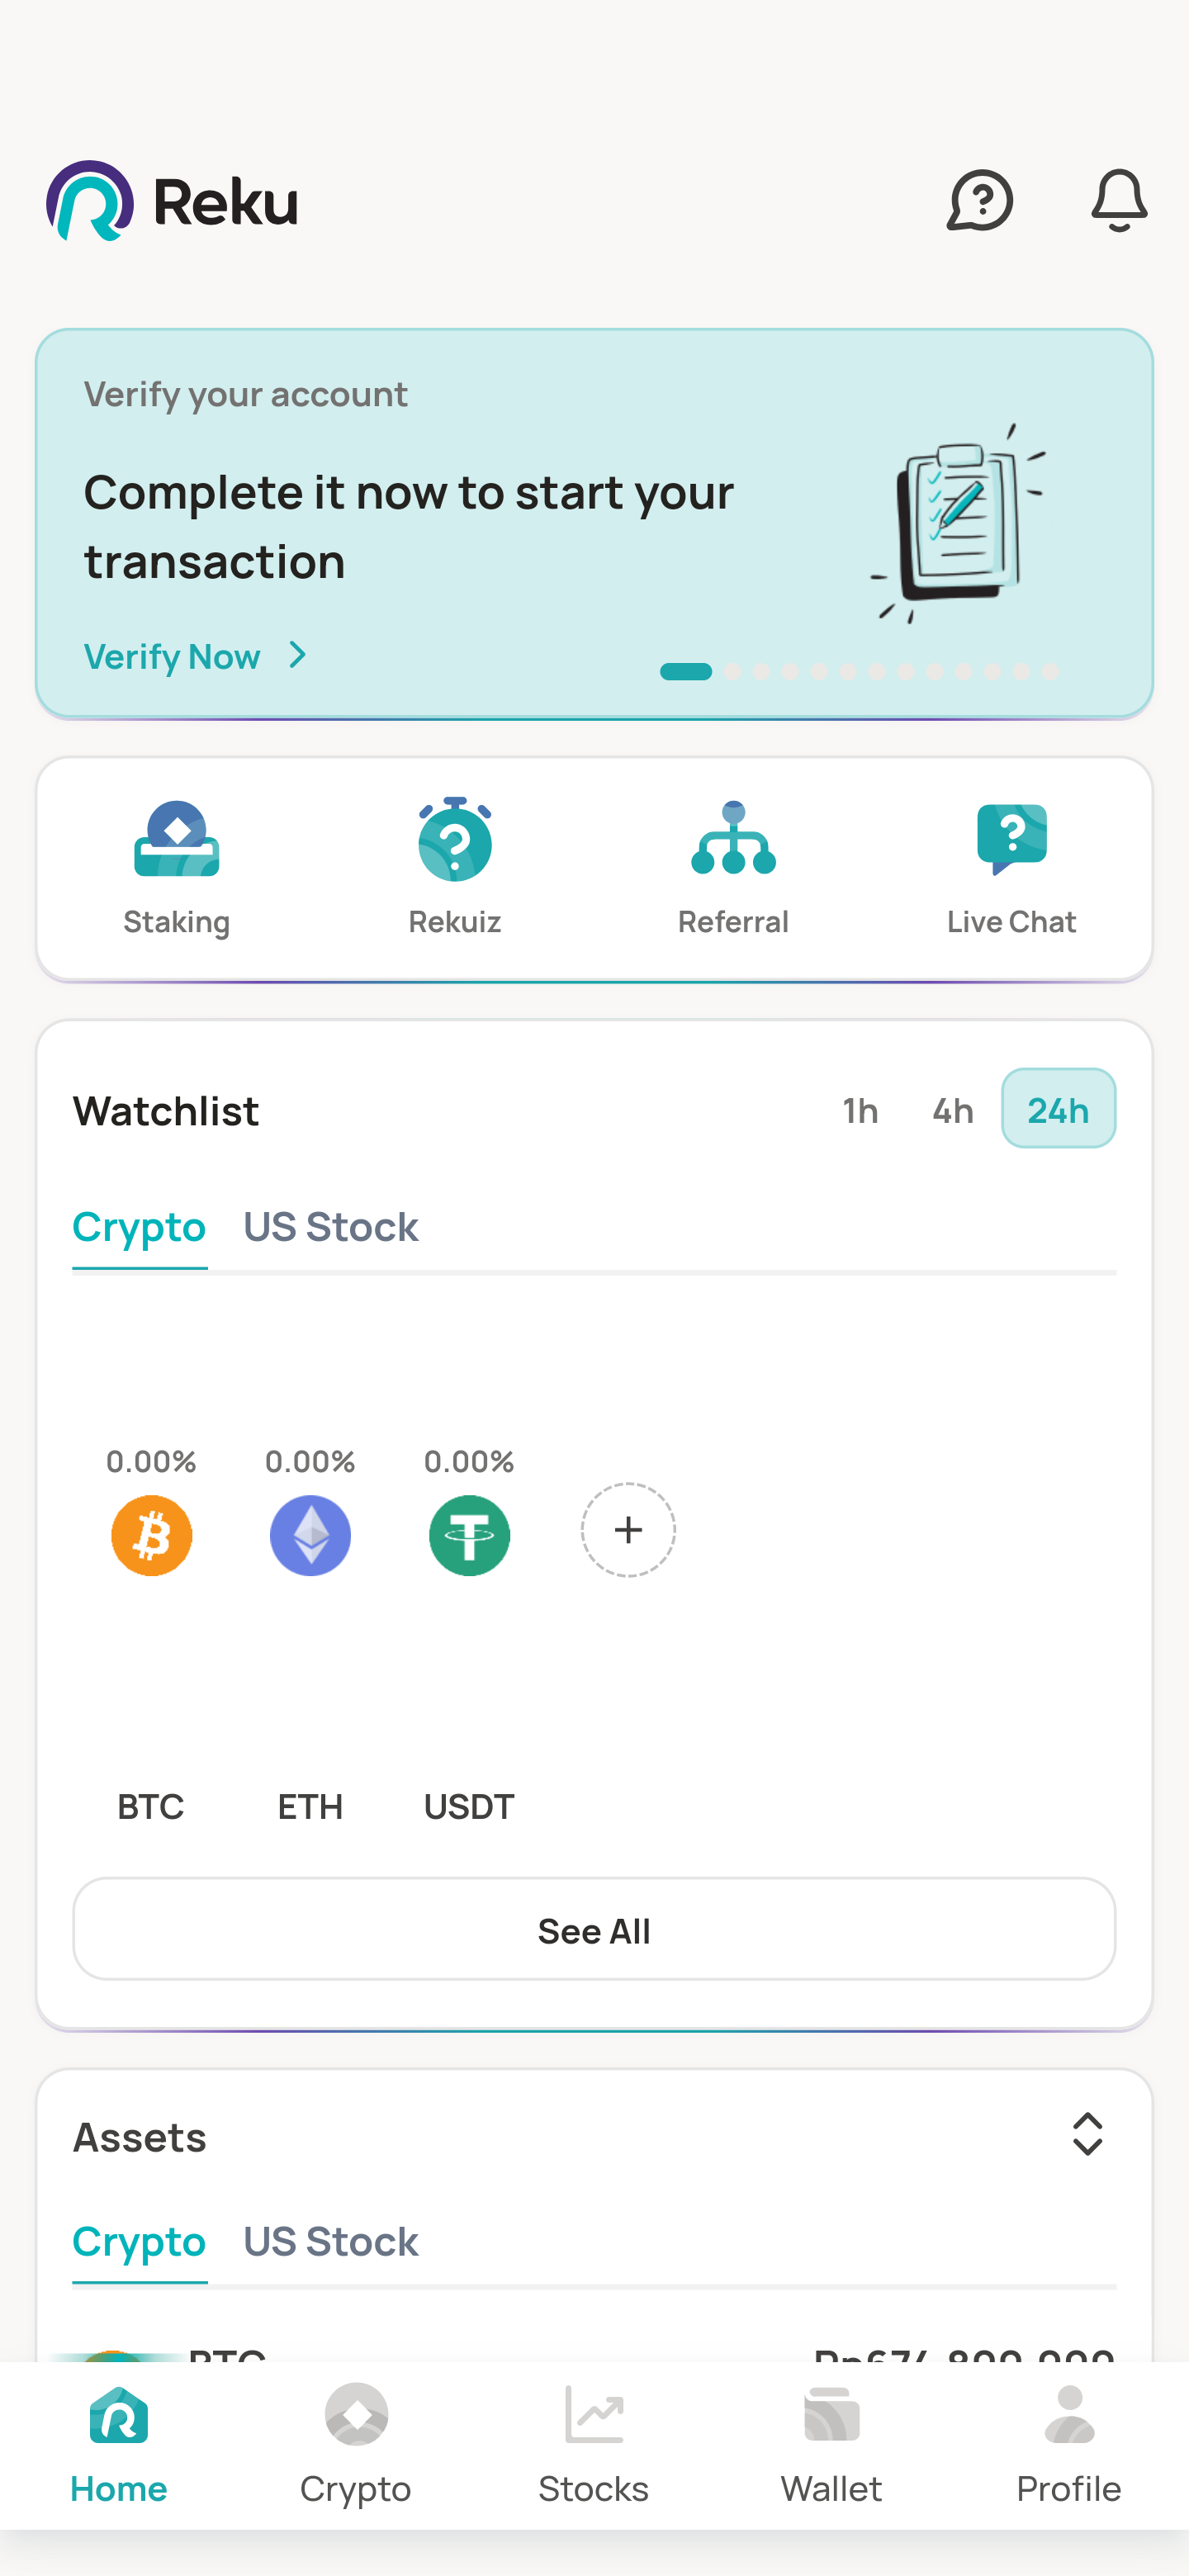 Reku
Verify your account
Complete it now to start your
transaction
Verify Now
Staking
Rekuiz
Referral
Live Chat
Watchlist
1h
4h
24h
Crypto
US Stock
0.00%
0.00%
0.00%
BTC
ETH
USDT
See All
Assets
Crypto
US Stock
BTC
Home
Crypto
Stocks
Wallet
Profile